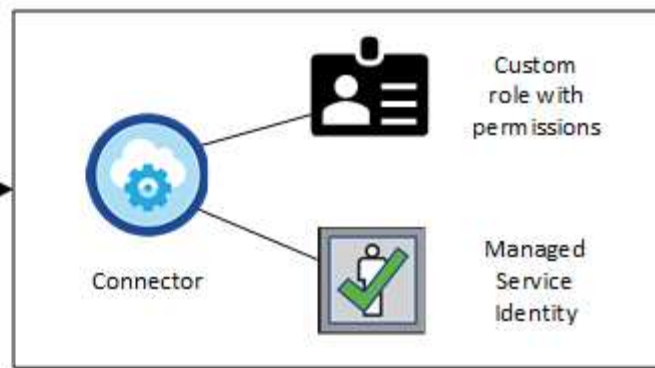 Custom
role with
permissions
Connector
Managed
Service
Identity